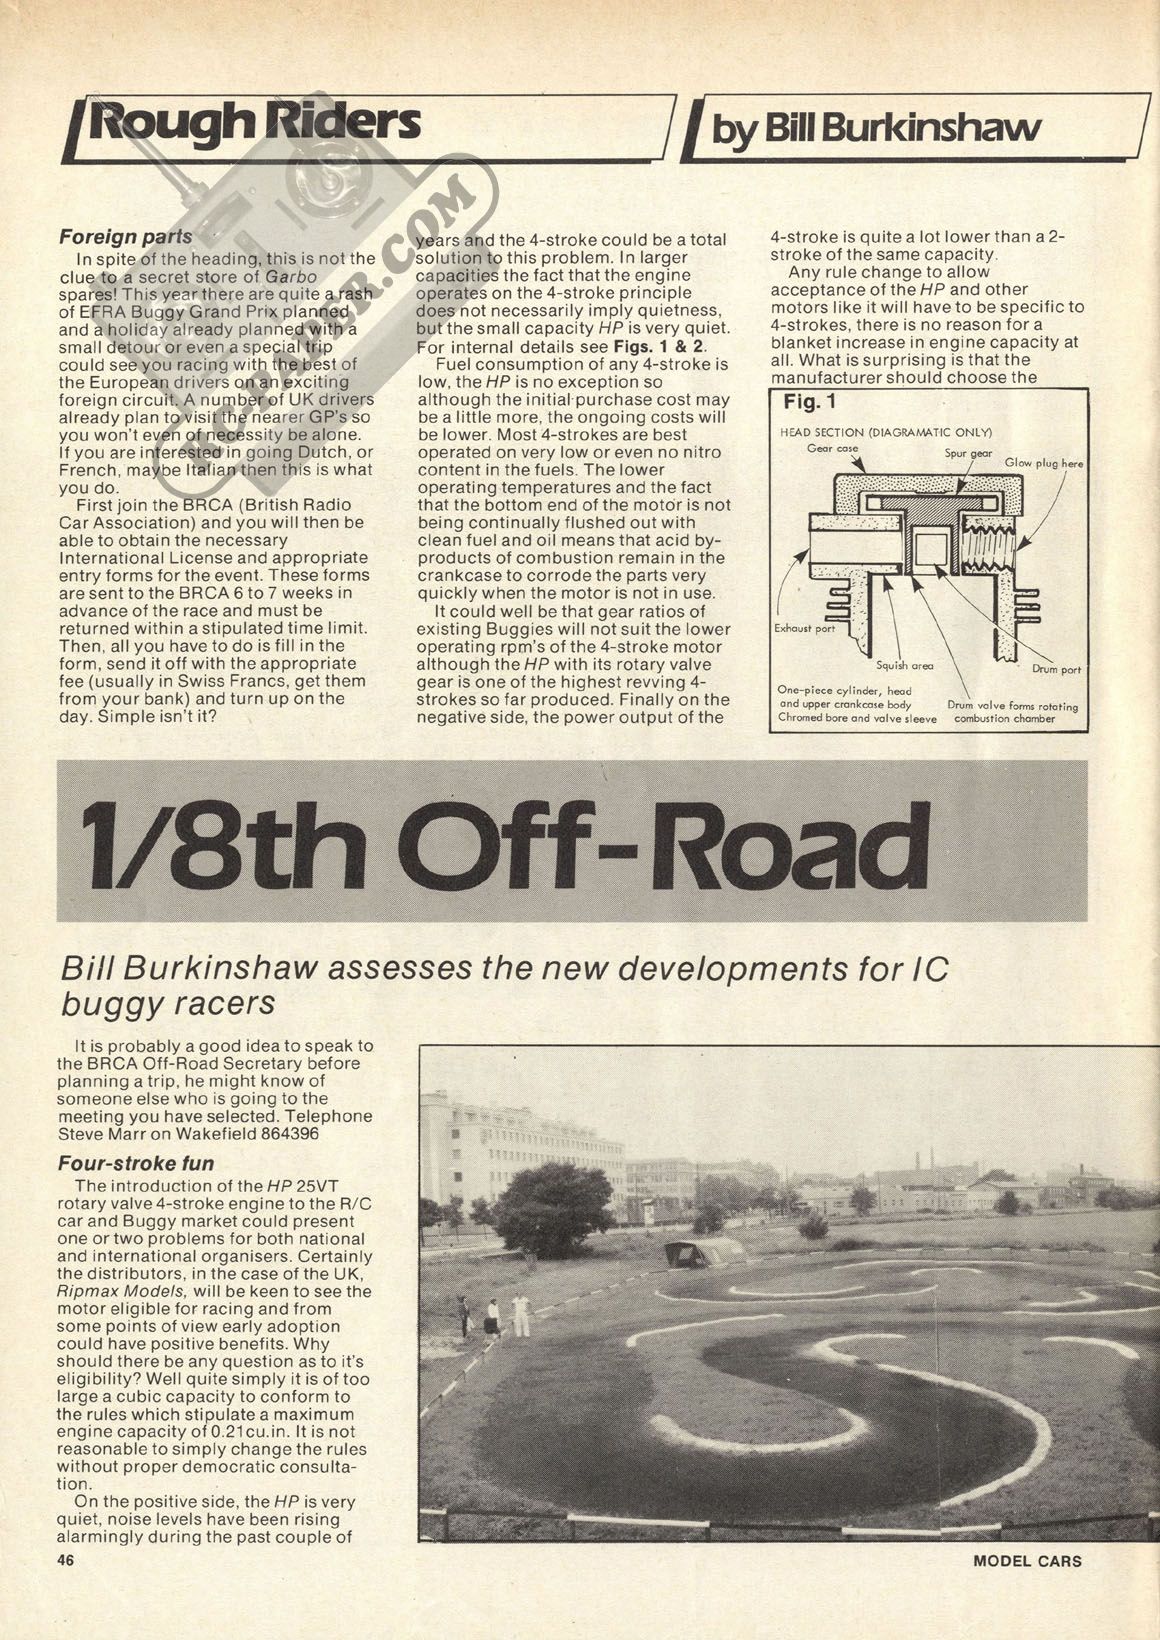 Rough Riders
by Bill Burkinshaw
RC-PAPER.COM
Foreign parts
In spite of the heading, this is not the
clue to a secret store of Garbo
spares! This year there are quite a rash
of EFRA Buggy Grand Prix planned
and a holiday already planned with a
small detour or even a special trip
could see you racing with the best of
the European drivers on an exciting
foreign circuit. A number of UK drivers
already plan to visit the nearer GP's so
you won't even of necessity be alone.
If you are interested in going Dutch, or
French, maybe Italian then this is what
you do.
First join the BRCA (British Radio
Car Association) and you will then be
able to obtain the necessary
International License and appropriate
entry forms for the event. These forms
are sent to the BRCA 6 to 7 weeks in
advance of the race and must be
returned within a stipulated time limit.
Then, all you have to do is fill in the
form, send it off with the appropriate
fee (usually in Swiss Francs, get them
from your bank) and turn up on the
day. Simple isn't it?
1/8th Off-Road
Bill Burkinshaw assesses the new developments for IC
buggy racers
It is probably a good idea to speak to
the BRCA Off-Road Secretary before
planning a trip, he might know of
someone else who is going to the
meeting you have selected. Telephone
Steve Marr on Wakefield 864396
Four-stroke fun
The introduction of the HP 25VT
rotary valve 4-stroke engine to the R/C
car and Buggy market could present
one or two problems for both national
and international organisers. Certainly
the distributors, in the case of the UK,
Ripmax Models, will be keen to see the
motor eligible for racing and from
some points of view early adoption
could have positive benefits. Why
should there be any question as to it's
eligibility? Well quite simply it is of too
large a cubic capacity to conform to
the rules which stipulate a maximum
engine capacity of 0.21cu.in. It is not
reasonable to simply change the rules
without proper democratic consulta-
tion.
On the positive side, the HP is very
quiet, noise levels have been rising
alarmingly during the past couple of
years and the 4-stroke could be a total
solution to this problem. In larger
capacities the fact that the engine
operates on the 4-stroke principle
does not necessarily imply quietness,
but the small capacity HP is very quiet.
For internal details see Figs. 1 & 2.
Fuel consumption of any 4-stroke is
low, the HP is no exception so
although the initial purchase cost may
be a little more, the ongoing costs will
be lower. Most 4-strokes are best
operated on very low or even no nitro
content in the fuels. The lower
operating temperatures and the fact
that the bottom end of the motor is not
being continually flushed out with
clean fuel and oil means that acid by-
products of combustion remain in the
crankcase to corrode the parts very
quickly when the motor is not in use.
It could well be that gear ratios of
existing Buggies will not suit the lower
operating rpm's of the 4-stroke motor
although the HP with its rotary valve
gear is one of the highest revving 4-
strokes so far produced. Finally on the
negative side, the power output of the
4-stroke is quite a lot lower than a 2-
stroke of the same capacity.
Any rule change to allow
acceptance of the HP and other
motors like it will have to be specific to
4-strokes, there is no reason for a
blanket increase in engine capacity at
all. What is surprising is that the
manufacturer should choose the
Fig. 1
HEAD SECTION (DIAGRAMATIC ONLY)
Gear case
Spur gear
Glow plug here
Exhaust port
Squish area
Drum port
One-piece cylinder, head
and upper crankcase body
Chromed bore and valve sleeve
Drum valve forms rotating
combustion chamber
46
MODEL CARS